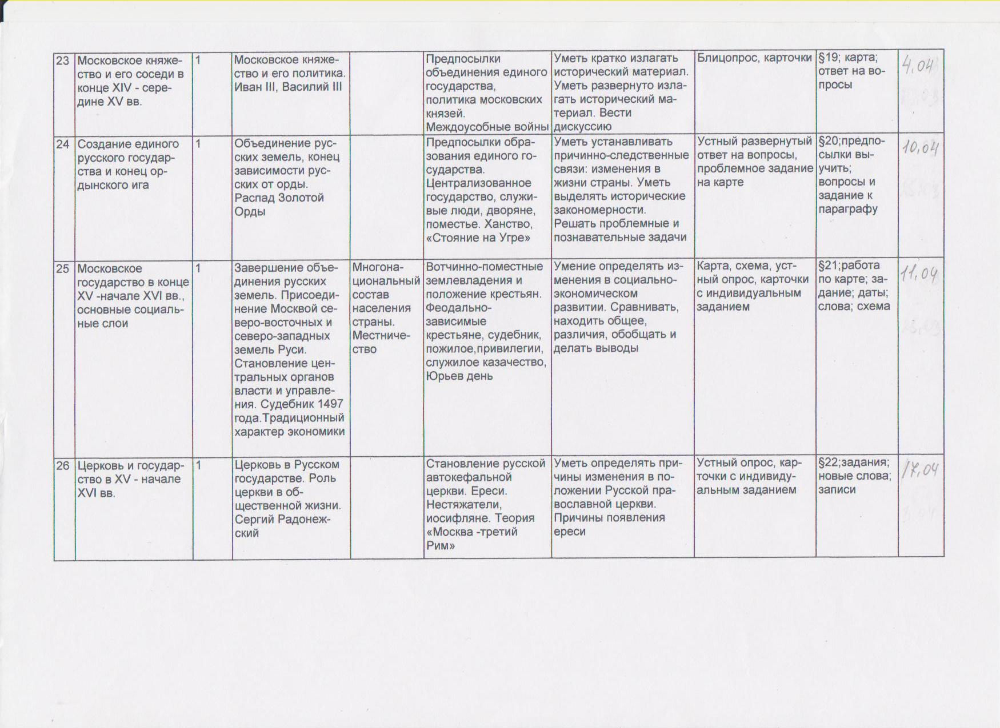 23
Московское княже-
ство и его соседи в
конце XIV - сере-
дине XV вв.
1
Московское княже-
ство и его политика.
Иван III, Василий III
Предпосылки
объединения единого
государства,
политика московских
князей.
Междоусобные войны
Уметь кратко излагать
исторический материал.
Уметь развернуто изла-
гать исторический ма-
териал. Вести
дискуссию
Блицопрос, карточки
§19; карта;
ответ на во-
просы
4,04
24
Создание единого
русского государ-
ства и конец ор-
дынского ига
1
Объединение рус-
ских земель, конец
зависимости рус-
ских от орды.
Распад Золотой
Орды
Предпосылки обра-
зования единого го-
сударства.
Централизованное
государство, служи-
вые люди, дворяне,
поместье. Ханство,
«Стояние на Угре»
Уметь устанавливать
причинно-следственные
связи: изменения в
жизни страны. Уметь
выделять исторические
закономерности.
Решать проблемные и
познавательные задачи
Устный развернутый
ответ на вопросы,
проблемное задание
на карте
§20;предпо-
сылки вы-
учить;
вопросы и
задание к
параграфу
10,04
25
Московское
государство в конце
XV -начале XVI вв.,
основные социаль-
ные слои
1
Завершение объе-
динения русских
земель. Присоеди-
нение Москвой се-
веро-восточных и
северо-западных
земель Руси.
Становление цен-
тральных органов
власти и управле-
ния. Судебник 1497
года.Традиционный
характер экономики
Многона-
циональный
состав
населения
страны.
Местниче-
ство
Вотчинно-поместные
землевладения и
положение крестьян.
Феодально-
зависимые
крестьяне, судебник,
пожилое,привилегии,
служилое казачество,
Юрьев день
Умение определять из-
менения в социально-
экономическом
развитии. Сравнивать,
находить общее,
различия, обобщать и
делать выводы
Карта, схема, уст-
ный опрос, карточки
с индивидуальным
заданием
§21;работа
по карте; за-
дание; даты;
слова; схема
11,04
26
Церковь и государ-
ство в XV - начале
XVI вв.
1
Церковь в Русском
государстве. Роль
церкви в об-
щественной жизни.
Сергий Радонеж-
ский
Становление русской
автокефальной
церкви. Ереси.
Нестяжатели,
иосифляне. Теория
«Москва -третий
Рим»
Уметь определять при-
чины изменения в по-
ложении Русской пра-
вославной церкви.
Причины появления
ереси
Устный опрос, кар-
точки с индивиду-
альным заданием
§22;задания;
новые слова;
записи
17,04